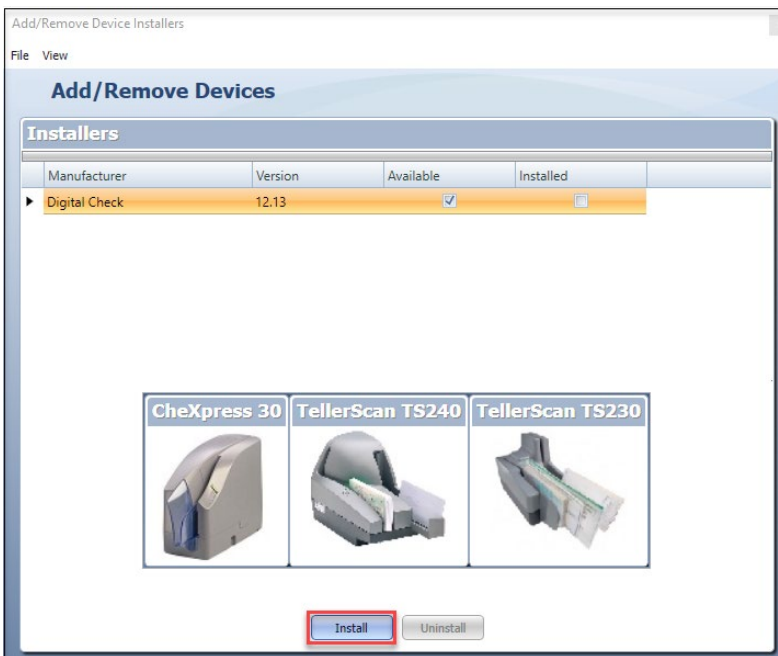 Add/Remove Device Installers
File View
Add/Remove Devices
Installers
Manufacturer Version Available Installed
Digital Check 12.13
CheXpress 30 TellerScan TS240 TellerScan TS230
Install Uninstall